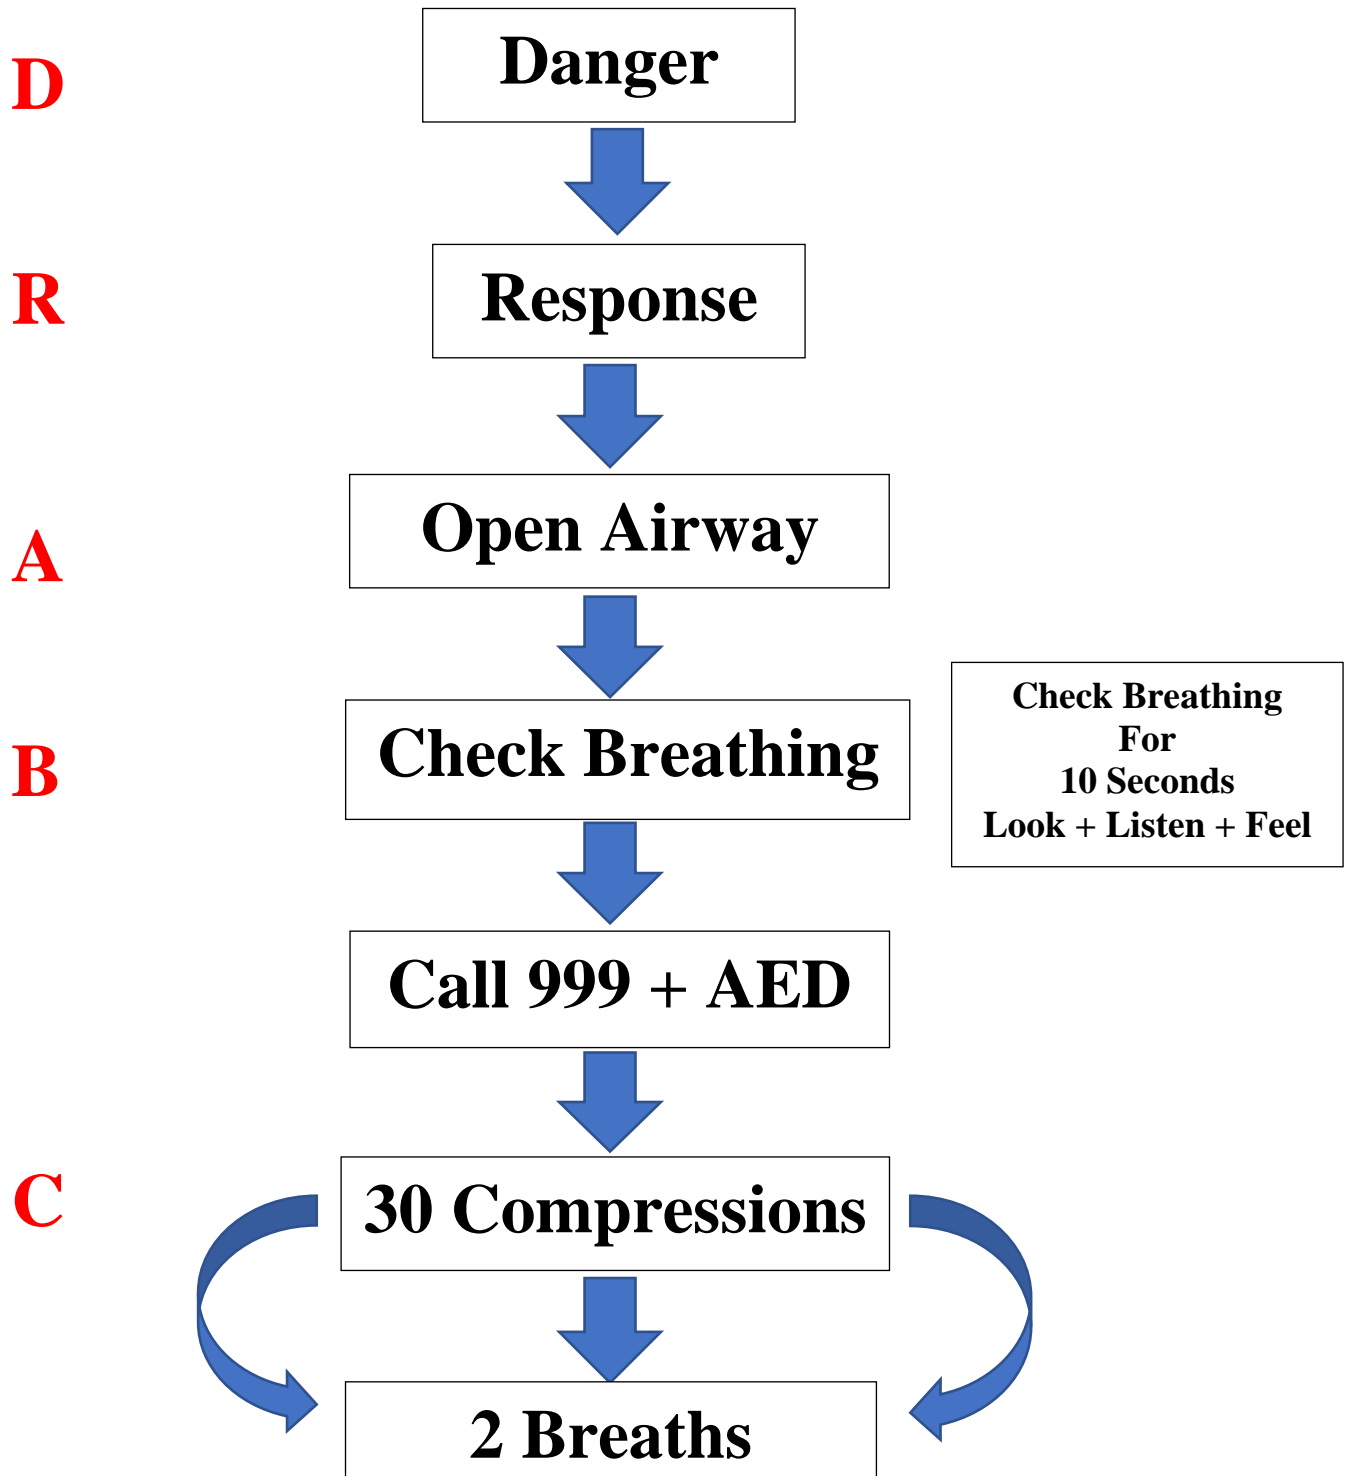 D
Danger
R
Response
A
Open Airway
B
Check Breathing
Check Breathing
For
10 Seconds
Look + Listen + Feel
Call 999 + AED
C
30 Compressions
2 Breaths